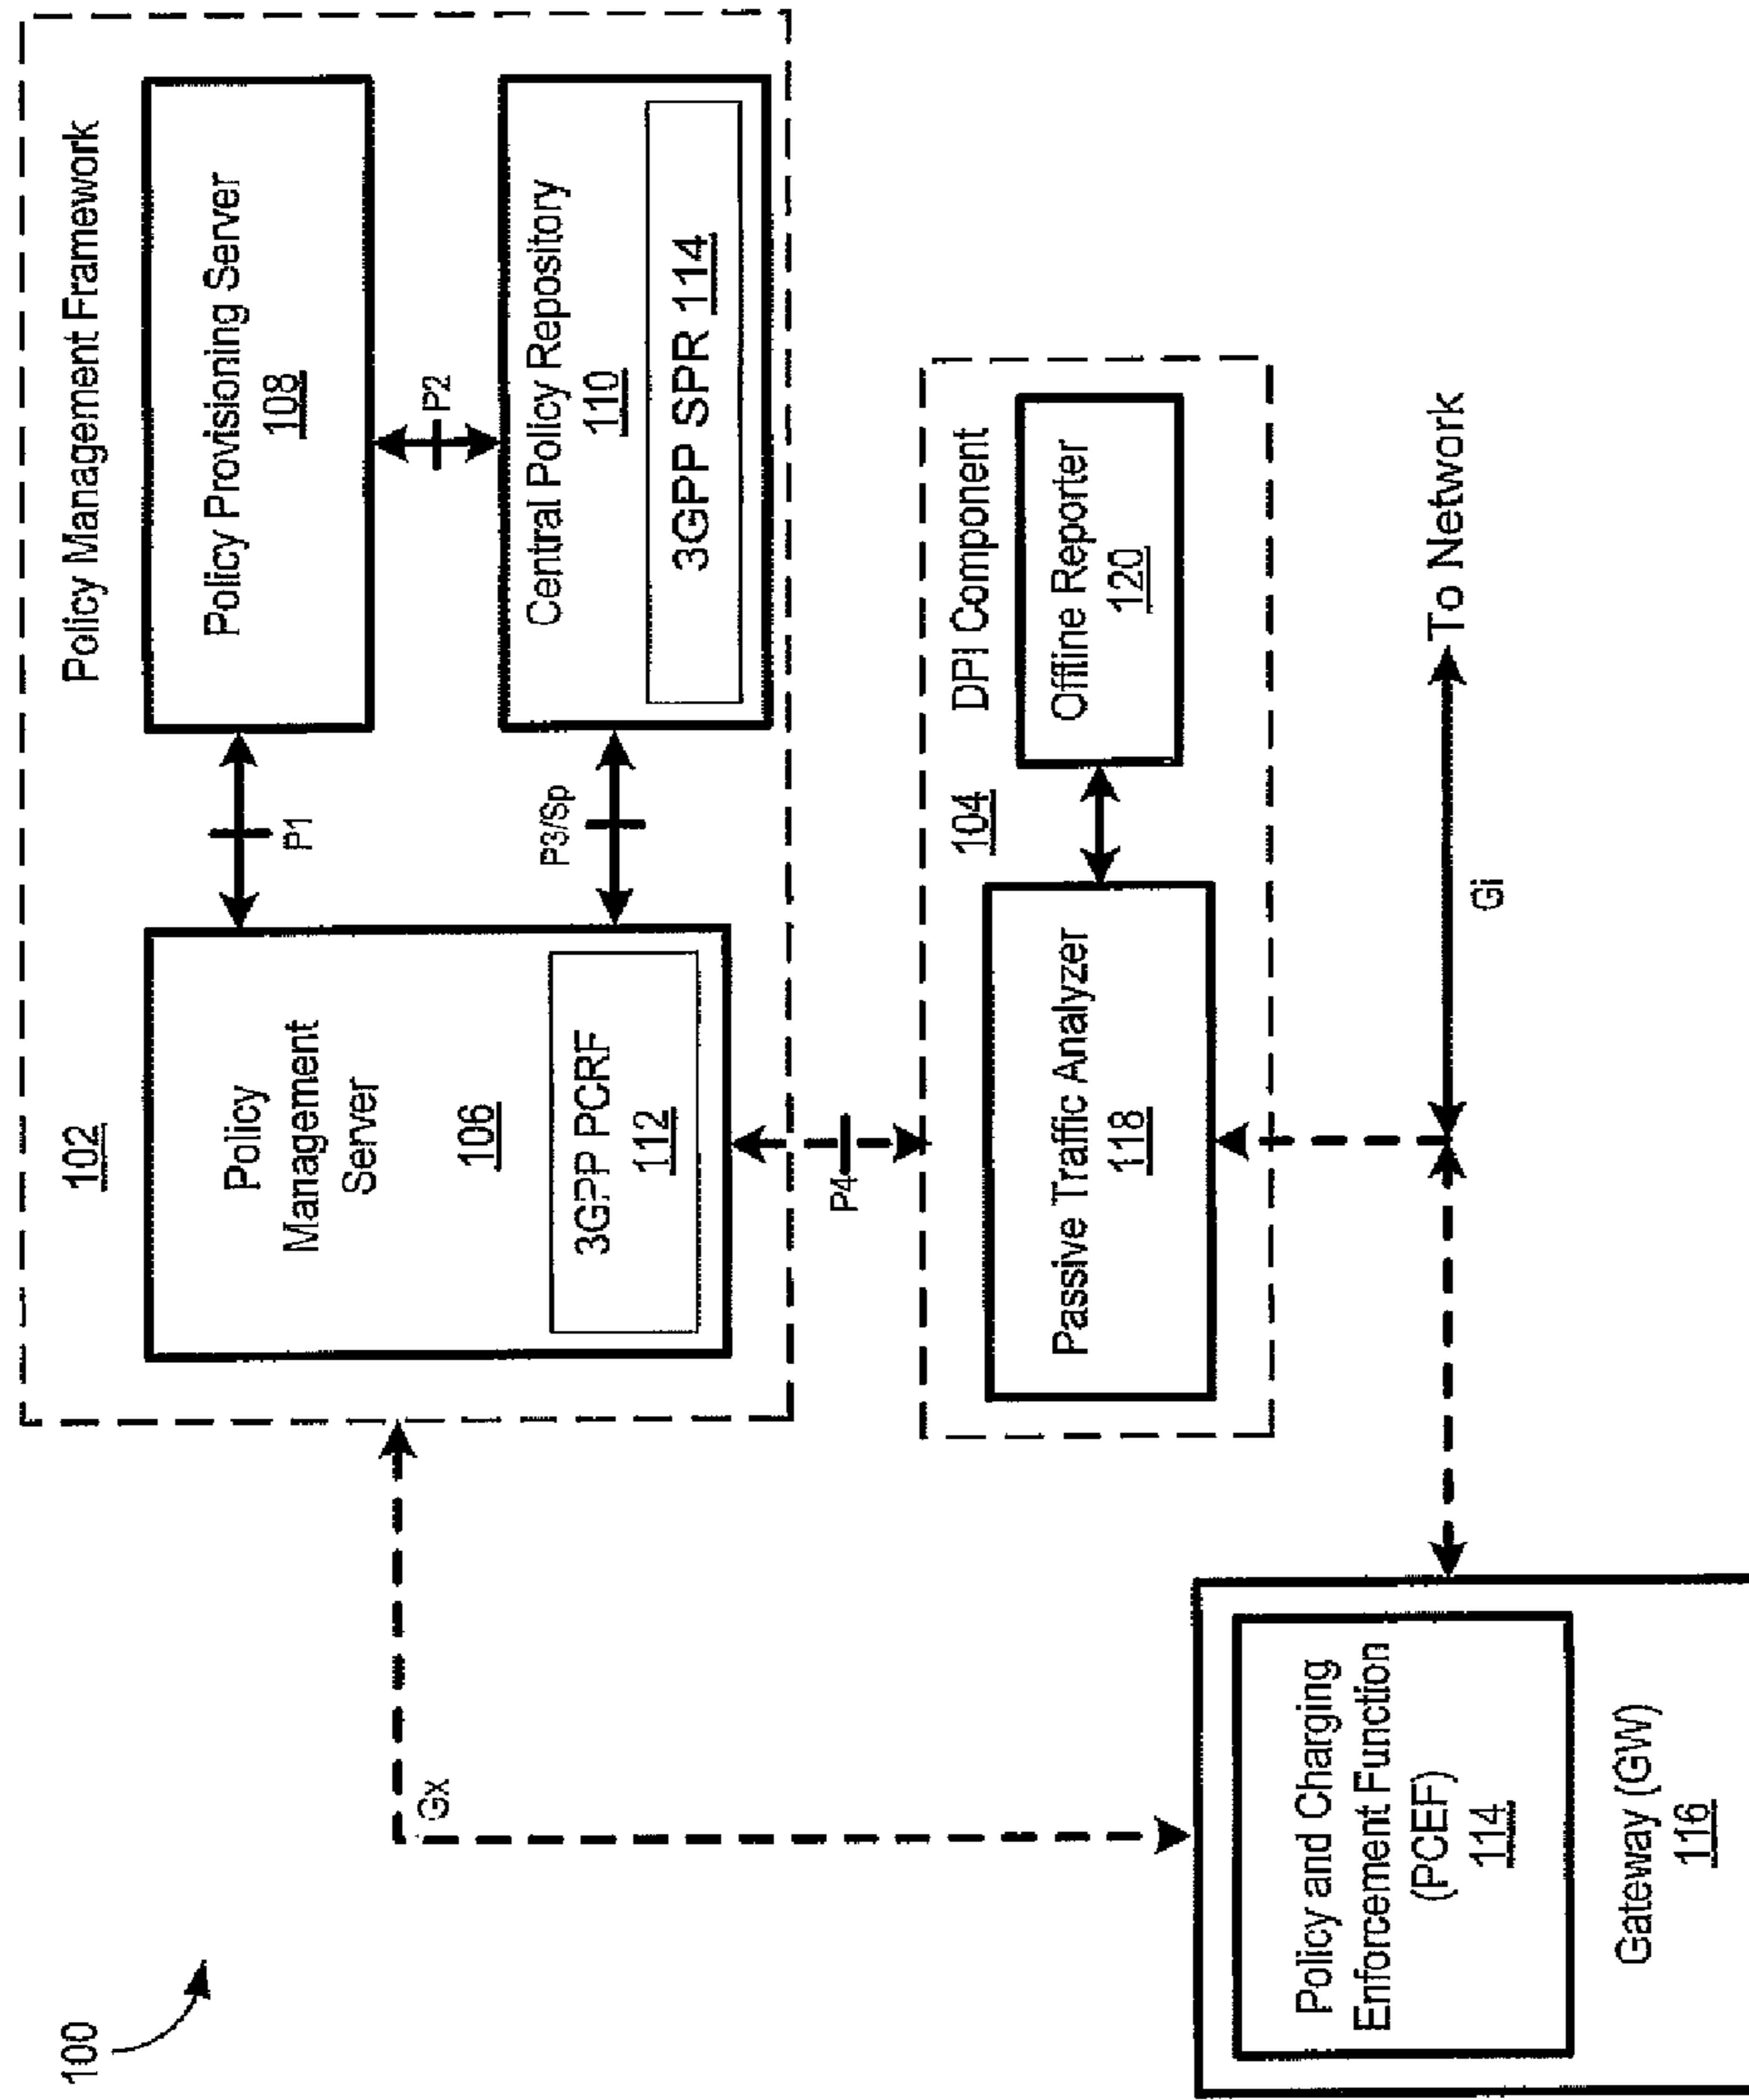 100
102
Policy Management Framework
Policy
Management
Server
106
3GPP PCRF
112
P1
Policy Provisioning Server
108
P2
P3/Sp
Central Policy Repository
110
3GPP SPR 114
Gx
P4
104
DPI Component
Passive Traffic Analyzer
118
Offline Reporter
120
Policy and Charging
Enforcement Function
(PCEF)
114
Gateway (GW)
116
Gi
To Network